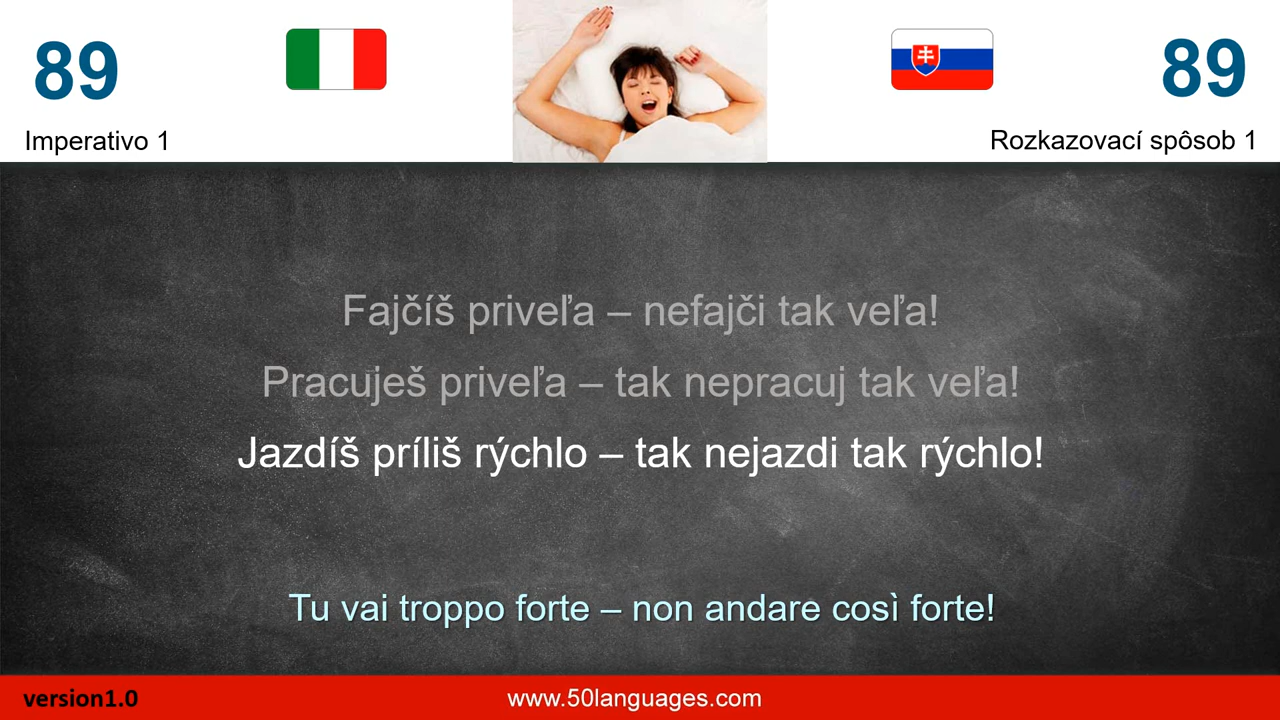 89
89
Imperativo 1
Rozkazovací spôsob 1
Fajčíš priveľa – nefajči tak veľa!
Pracuješ priveľa – tak nepracuj tak veľa!
Jazdíš príliš rýchlo – tak nejazdi tak rýchlo!
Tu vai troppo forte – non andare così forte!
version1.0
www.50languages.com